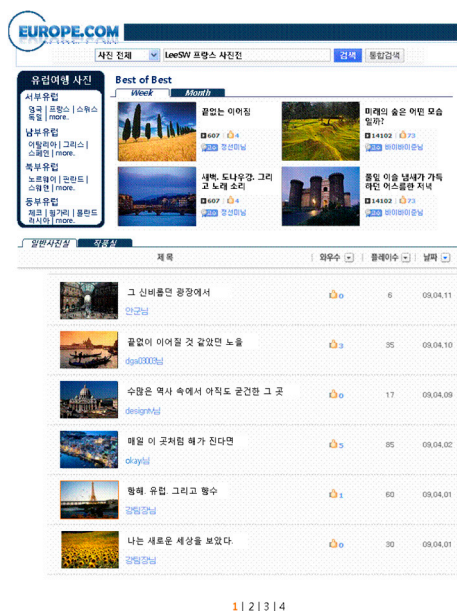 EUROPE.COM
사진 전체 LeeSW 프랑스 사진전 검색 통합검색
유럽여행 사진
서부유럽
영국 | 프랑스 | 스위스
독일 | more.
남부유럽
이탈리아 | 그리스 |
스페인 | more.
북부유럽
노르웨이 | 핀란드 |
스웨덴 | more.
동부유럽
체코 | 헝가리 | 폴란드
러시아 | more.
Best of Best
Week Month
끝없는 이어짐
607 | 4
정선미님
미래의 숲은 어떤 모습
일까?
14102 | 73
바이바이준님
새벽. 도나우강. 그리
고 노래 소리
607 | 4
정선미님
풀잎 이슬 냄새가 가득
하던 어스름한 저녁
14102 | 73
바이바이준님
일반사진실 작품실
제 목 | 와우수 | 플레이수 | 날짜
그 신비롭던 광장에서 0 6 09.04.11
안군님
끝없이 이어질 것 같았던 노을 3 35 09.04.10
dga03003님
수많은 역사 속에서 아직도 굳건한 그 곳 0 17 09.04.09
designM님
매일 이 곳처럼 해가 진다면 5 95 09.04.02
okay님
항해. 유럽. 그리고 향수 1 60 09.04.01
강팀장님
나는 새로운 세상을 보았다. 0 30 09.04.01
강팀장님
1 | 2 | 3 | 4